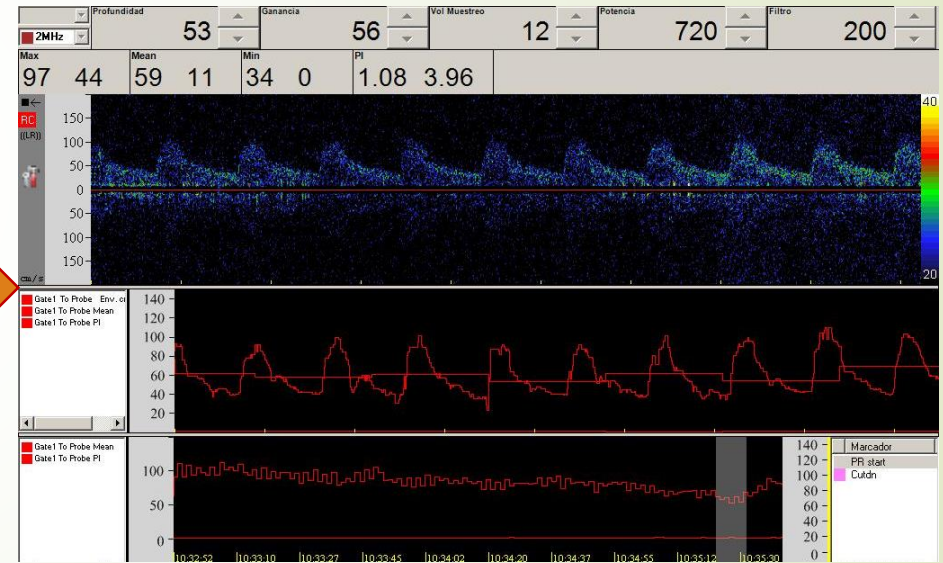 Profundidad Ganancia Vol Muestreo Potencia Filtro
2MHz 53 56 12 720 200
Max Mean Min PI
97 44 59 11 34 0 1.08 3.96
RC
((LR))
150
100
50
0
50
100
150
cm/s
40
20
Gate1 To Probe Env. cr
Gate1 To Probe Mean
Gate1 To Probe PI
140
120
100
80
60
40
20
Gate1 To Probe Mean
Gate1 To Probe PI
100
50
0
140
120
100
80
60
40
20
0
Marcador
PR start
Cutdn
10:32:52 10:33:10 10:33:27 10:33:45 10:34:02 10:34:20 10:34:37 10:34:55 10:35:12 10:35:30